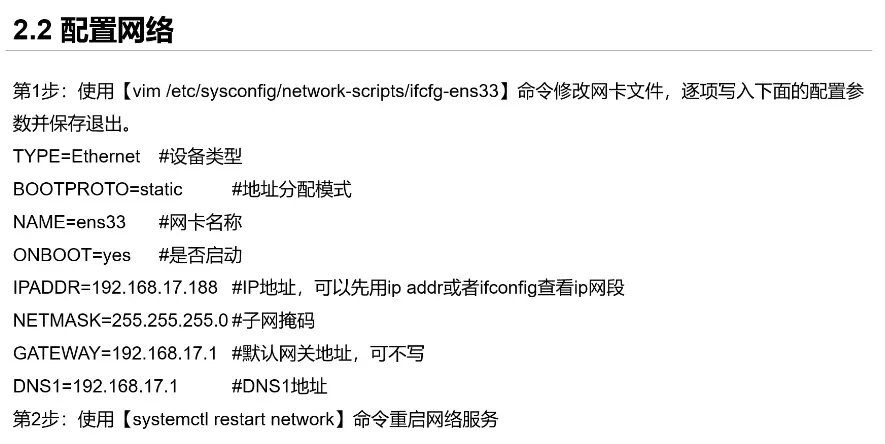 2.2 配置网络
第1步：使用【vim /etc/sysconfig/network-scripts/ifcfg-ens33】命令修改网卡文件，逐项写入下面的配置参
数并保存退出。
TYPE=Ethernet #设备类型
BOOTPROTO=static #地址分配模式
NAME=ens33 #网卡名称
ONBOOT=yes #是否启动
IPADDR=192.168.17.188 #IP地址，可以先用ip addr或者ifconfig查看ip网段
NETMASK=255.255.255.0 #子网掩码
GATEWAY=192.168.17.1 #默认网关地址，可不写
DNS1=192.168.17.1 #DNS1地址
第2步：使用【systemctl restart network】命令重启网络服务